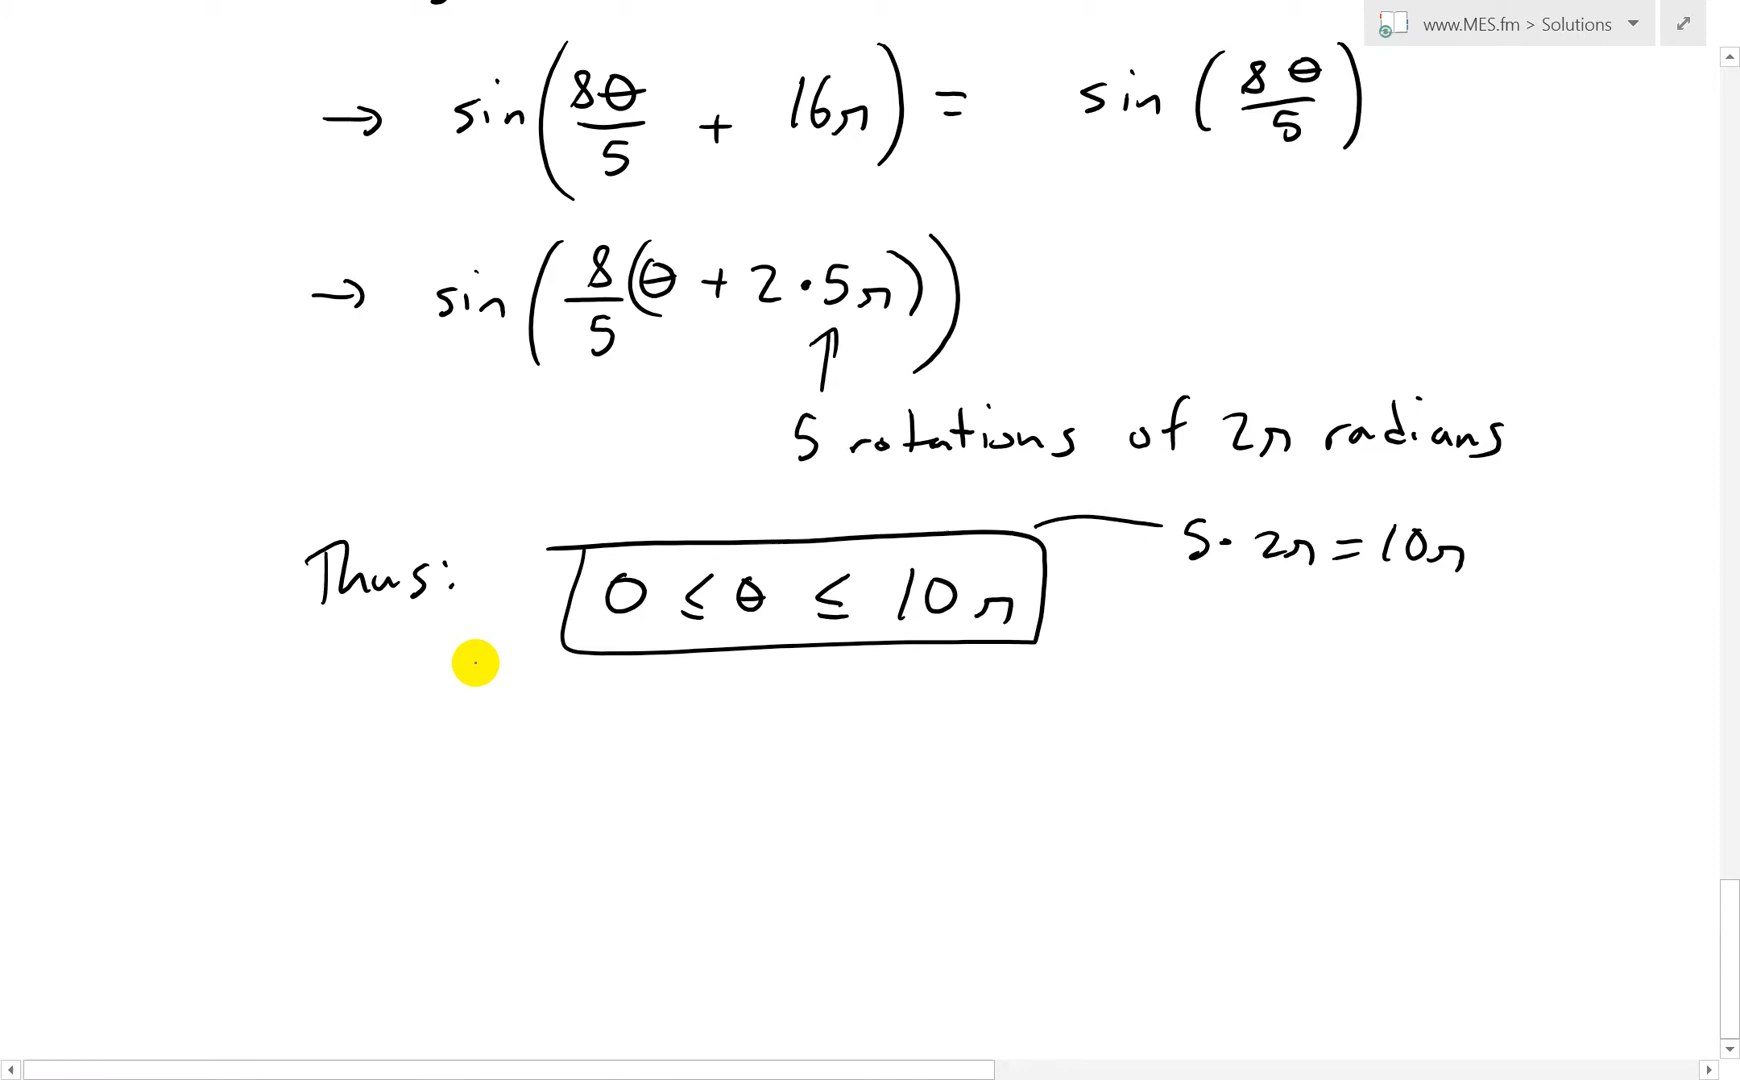 www.MES.fm > Solutions
→ sin(8θ/5 + 16π) = sin(8θ/5)
→ sin(8/5(θ + 2·5π))
↑
5 rotations of 2π radians
5· 2π = 10π
Thus: 0 ≤ θ ≤ 10π